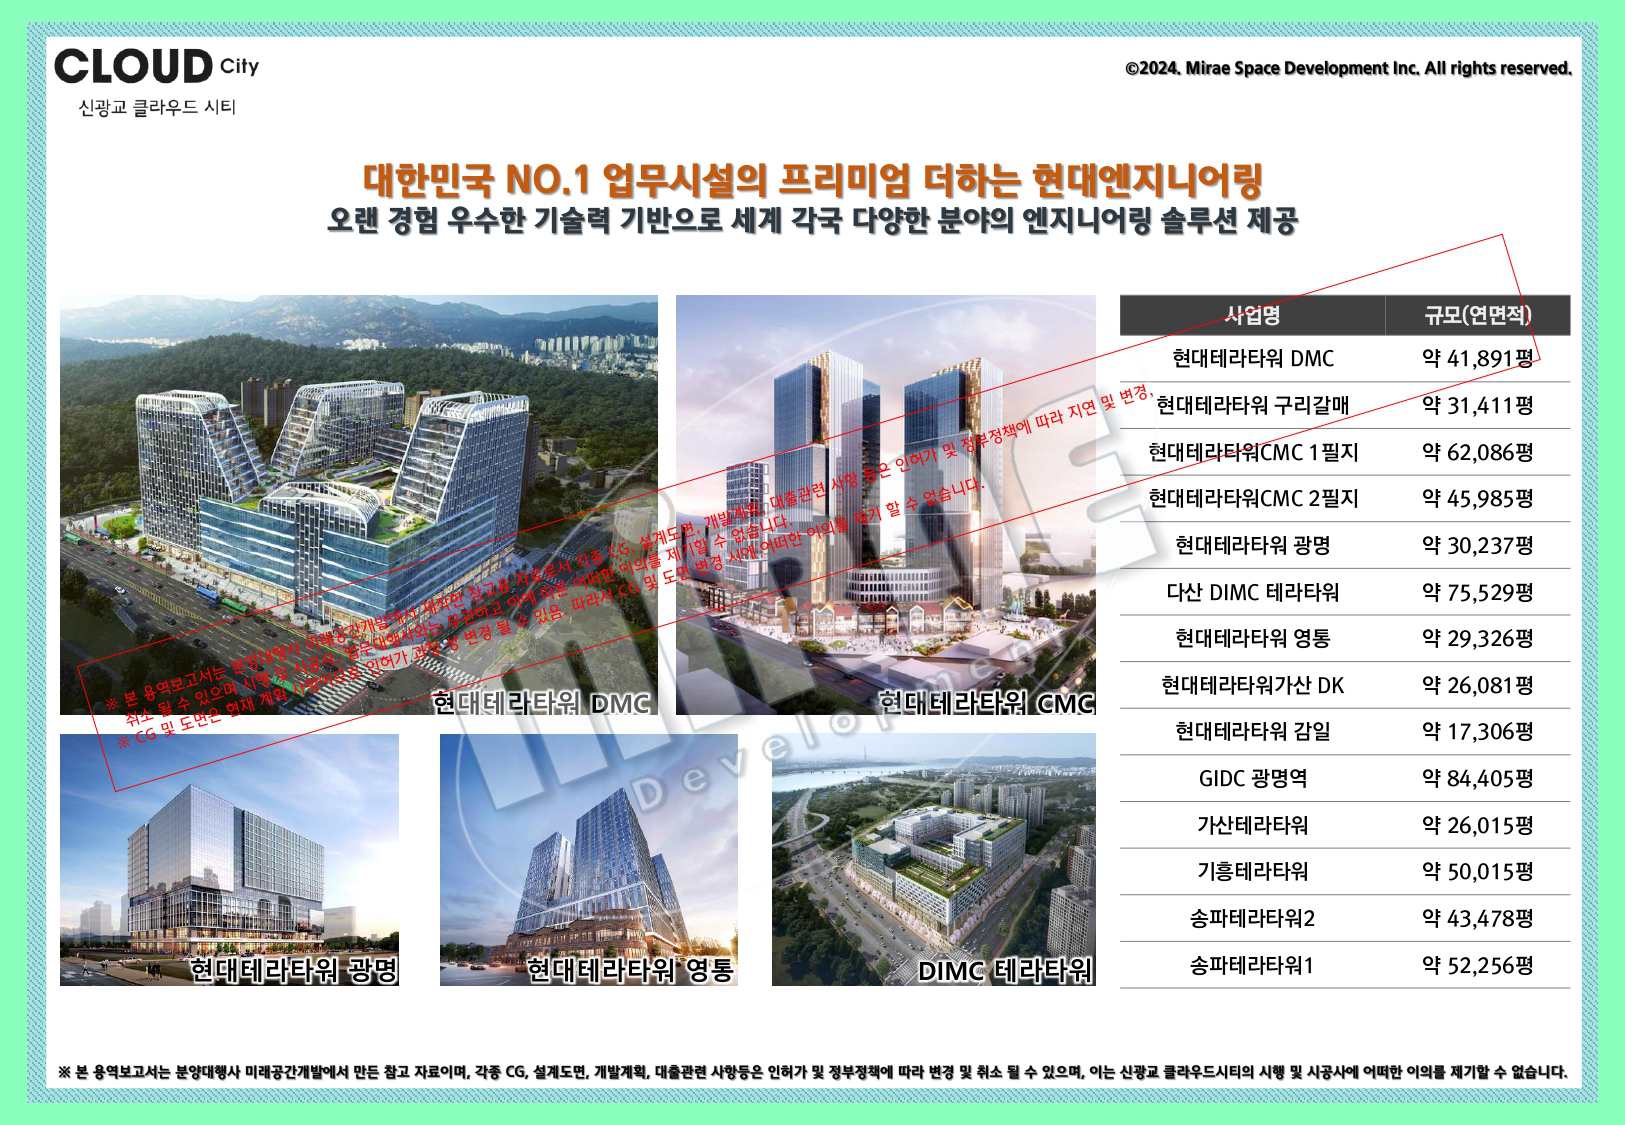 CLOUD City
신광교 클라우드 시티
©2024. Mirae Space Development Inc. All rights reserved.
대한민국 NO.1 업무시설의 프리미엄 더하는 현대엔지니어링
오랜 경험 우수한 기술력 기반으로 세계 각국 다양한 분야의 엔지니어링 솔루션 제공
현대테라타워 DMC
현대테라타워 CMC
현대테라타워 광명
현대테라타워 영통
DIMC 테라타워
사업명 규모(연면적)
현대테라타워 DMC 약 41,891평
현대테라타워 구리갈매 약 31,411평
현대테라타워CMC 1필지 약 62,086평
현대테라타워CMC 2필지 약 45,985평
현대테라타워 광명 약 30,237평
다산 DIMC 테라타워 약 75,529평
현대테라타워 영통 약 29,326평
현대테라타워가산 DK 약 26,081평
현대테라타워 감일 약 17,306평
GIDC 광명역 약 84,405평
가산테라타워 약 26,015평
기흥테라타워 약 50,015평
송파테라타워2 약 43,478평
송파테라타워1 약 52,256평
※ 본 용역보고서는 분양대행사 미래공간개발에서 제작한 참고용 자료로서 각종 CG, 설계도면, 개발계획, 대출관련 사항 등은 인허가 및 정부정책에 따라 지연 및 변경,
취소 될 수 있으며 시행 및 시공사, 업무대행사와는 무관하고 이에 따른 어떠한 이의를 제기할 수 없습니다.
※ CG 및 도면은 현재 계획 사항이므로 인허가 과정 상 변경 될 수 있음. 따라서 CG 및 도면 변경 시에 어떠한 이의를 제기 할 수 없습니다.
MIRAE
Development
※ 본 용역보고서는 분양대행사 미래공간개발에서 만든 참고 자료이며, 각종 CG, 설계도면, 개발계획, 대출관련 사항등은 인허가 및 정부정책에 따라 변경 및 취소 될 수 있으며, 이는 신광교 클라우드시티의 시행 및 시공사에 어떠한 이의를 제기할 수 없습니다.